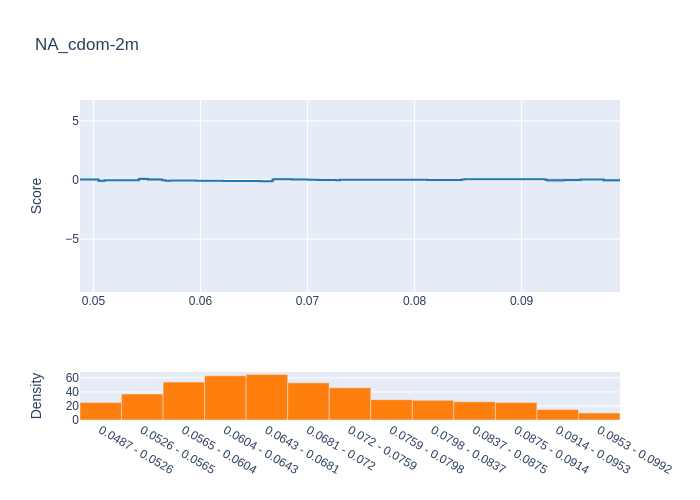 NA_cdom-2m
Score
5
0
−5
0.05
0.06
0.07
0.08
0.09
Density
60
40
20
0
0.0487 - 0.0526
0.0526 - 0.0565
0.0565 - 0.0604
0.0604 - 0.0643
0.0643 - 0.0681
0.0681 - 0.072
0.072 - 0.0759
0.0759 - 0.0798
0.0798 - 0.0837
0.0837 - 0.0875
0.0875 - 0.0914
0.0914 - 0.0953
0.0953 - 0.0992